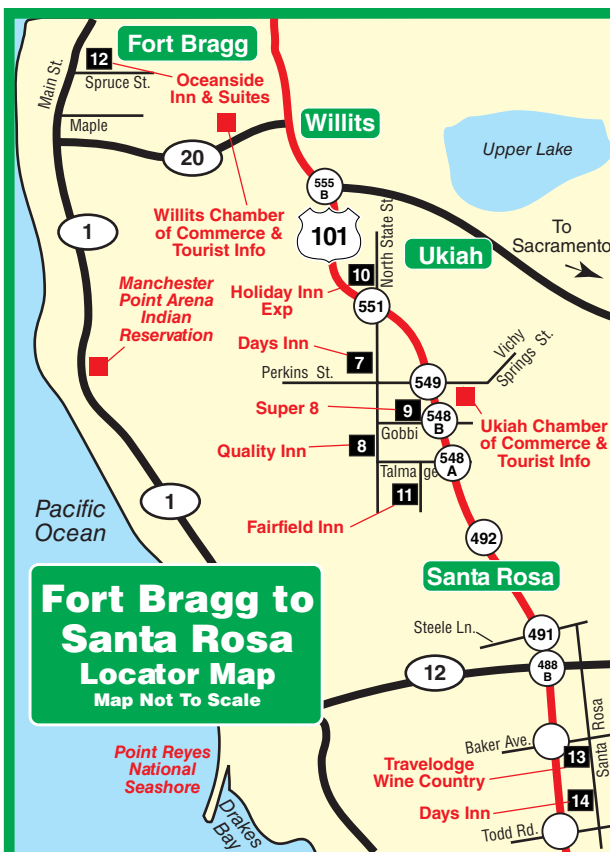 Fort Bragg
12
Main St.
Spruce St.
Oceanside
Inn & Suites
Maple
Willits
20
Upper Lake
555
B
Willits Chamber
of Commerce &
Tourist Info
1
101
North State St.
Ukiah
To
Sacramento
10
Holiday Inn
Exp
551
Manchester
Point Arena
Indian
Reservation
Days Inn
7
Vichy
Springs St.
Perkins St.
549
Super 8
9
548
B
Gobbi
Ukiah Chamber
of Commerce &
Tourist Info
Quality Inn
8
Talmage
548
A
11
Fairfield Inn
1
Pacific
Ocean
492
Santa Rosa
Fort Bragg to
Santa Rosa
Locator Map
Map Not To Scale
Steele Ln.
491
12
488
B
Santa Rosa
Baker Ave.
Point Reyes
National
Seashore
Travelodge
Wine Country
13
Days Inn
14
Drakes
Bay
Todd Rd.